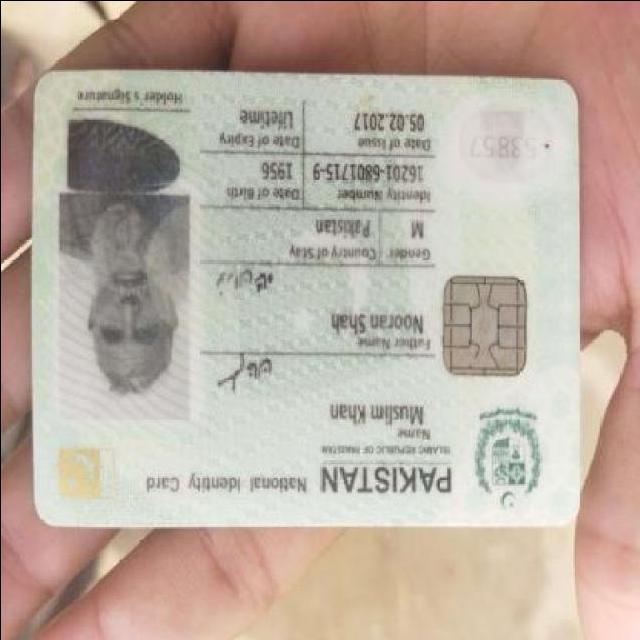 PAKISTAN National Identity Card
ISLAMIC REPUBLIC OF PAKISTAN
Name
Muslim Khan
Father Name
Nooran Shah
Gender Country of Stay
M Pakistan
Identity Number Date of Birth
16201-6801715-9 1956
Date of Issue Date of Expiry
05.02.2017 Lifetime
Holder's Signature